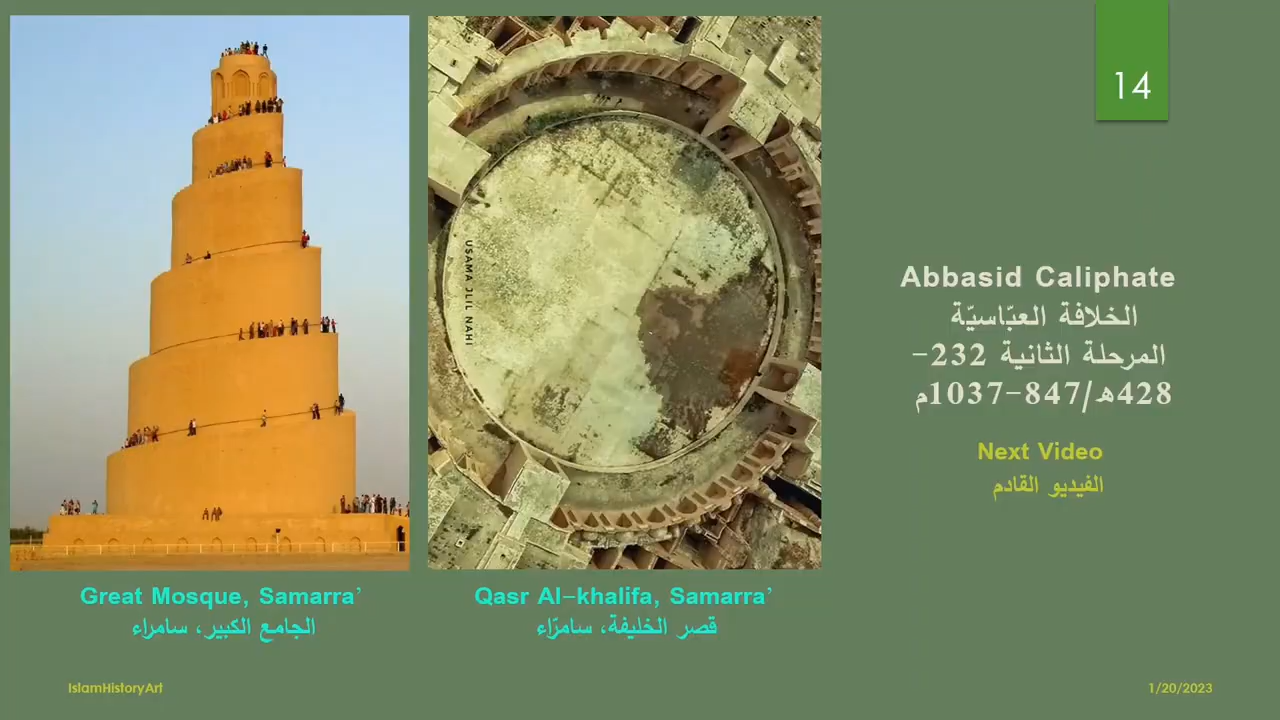 14
USAMA JLIL NAHI
Abbasid Caliphate
الخلافة العبّاسيّة
المرحلة الثانية 232-
428هـ/847-1037م
Next Video
الفيديو القادم
Great Mosque, Samarra’
الجامع الكبير، سامراء
Qasr Al-khalifa, Samarra’
قصر الخليفة، سامرّاء
IslamHistoryArt
1/20/2023